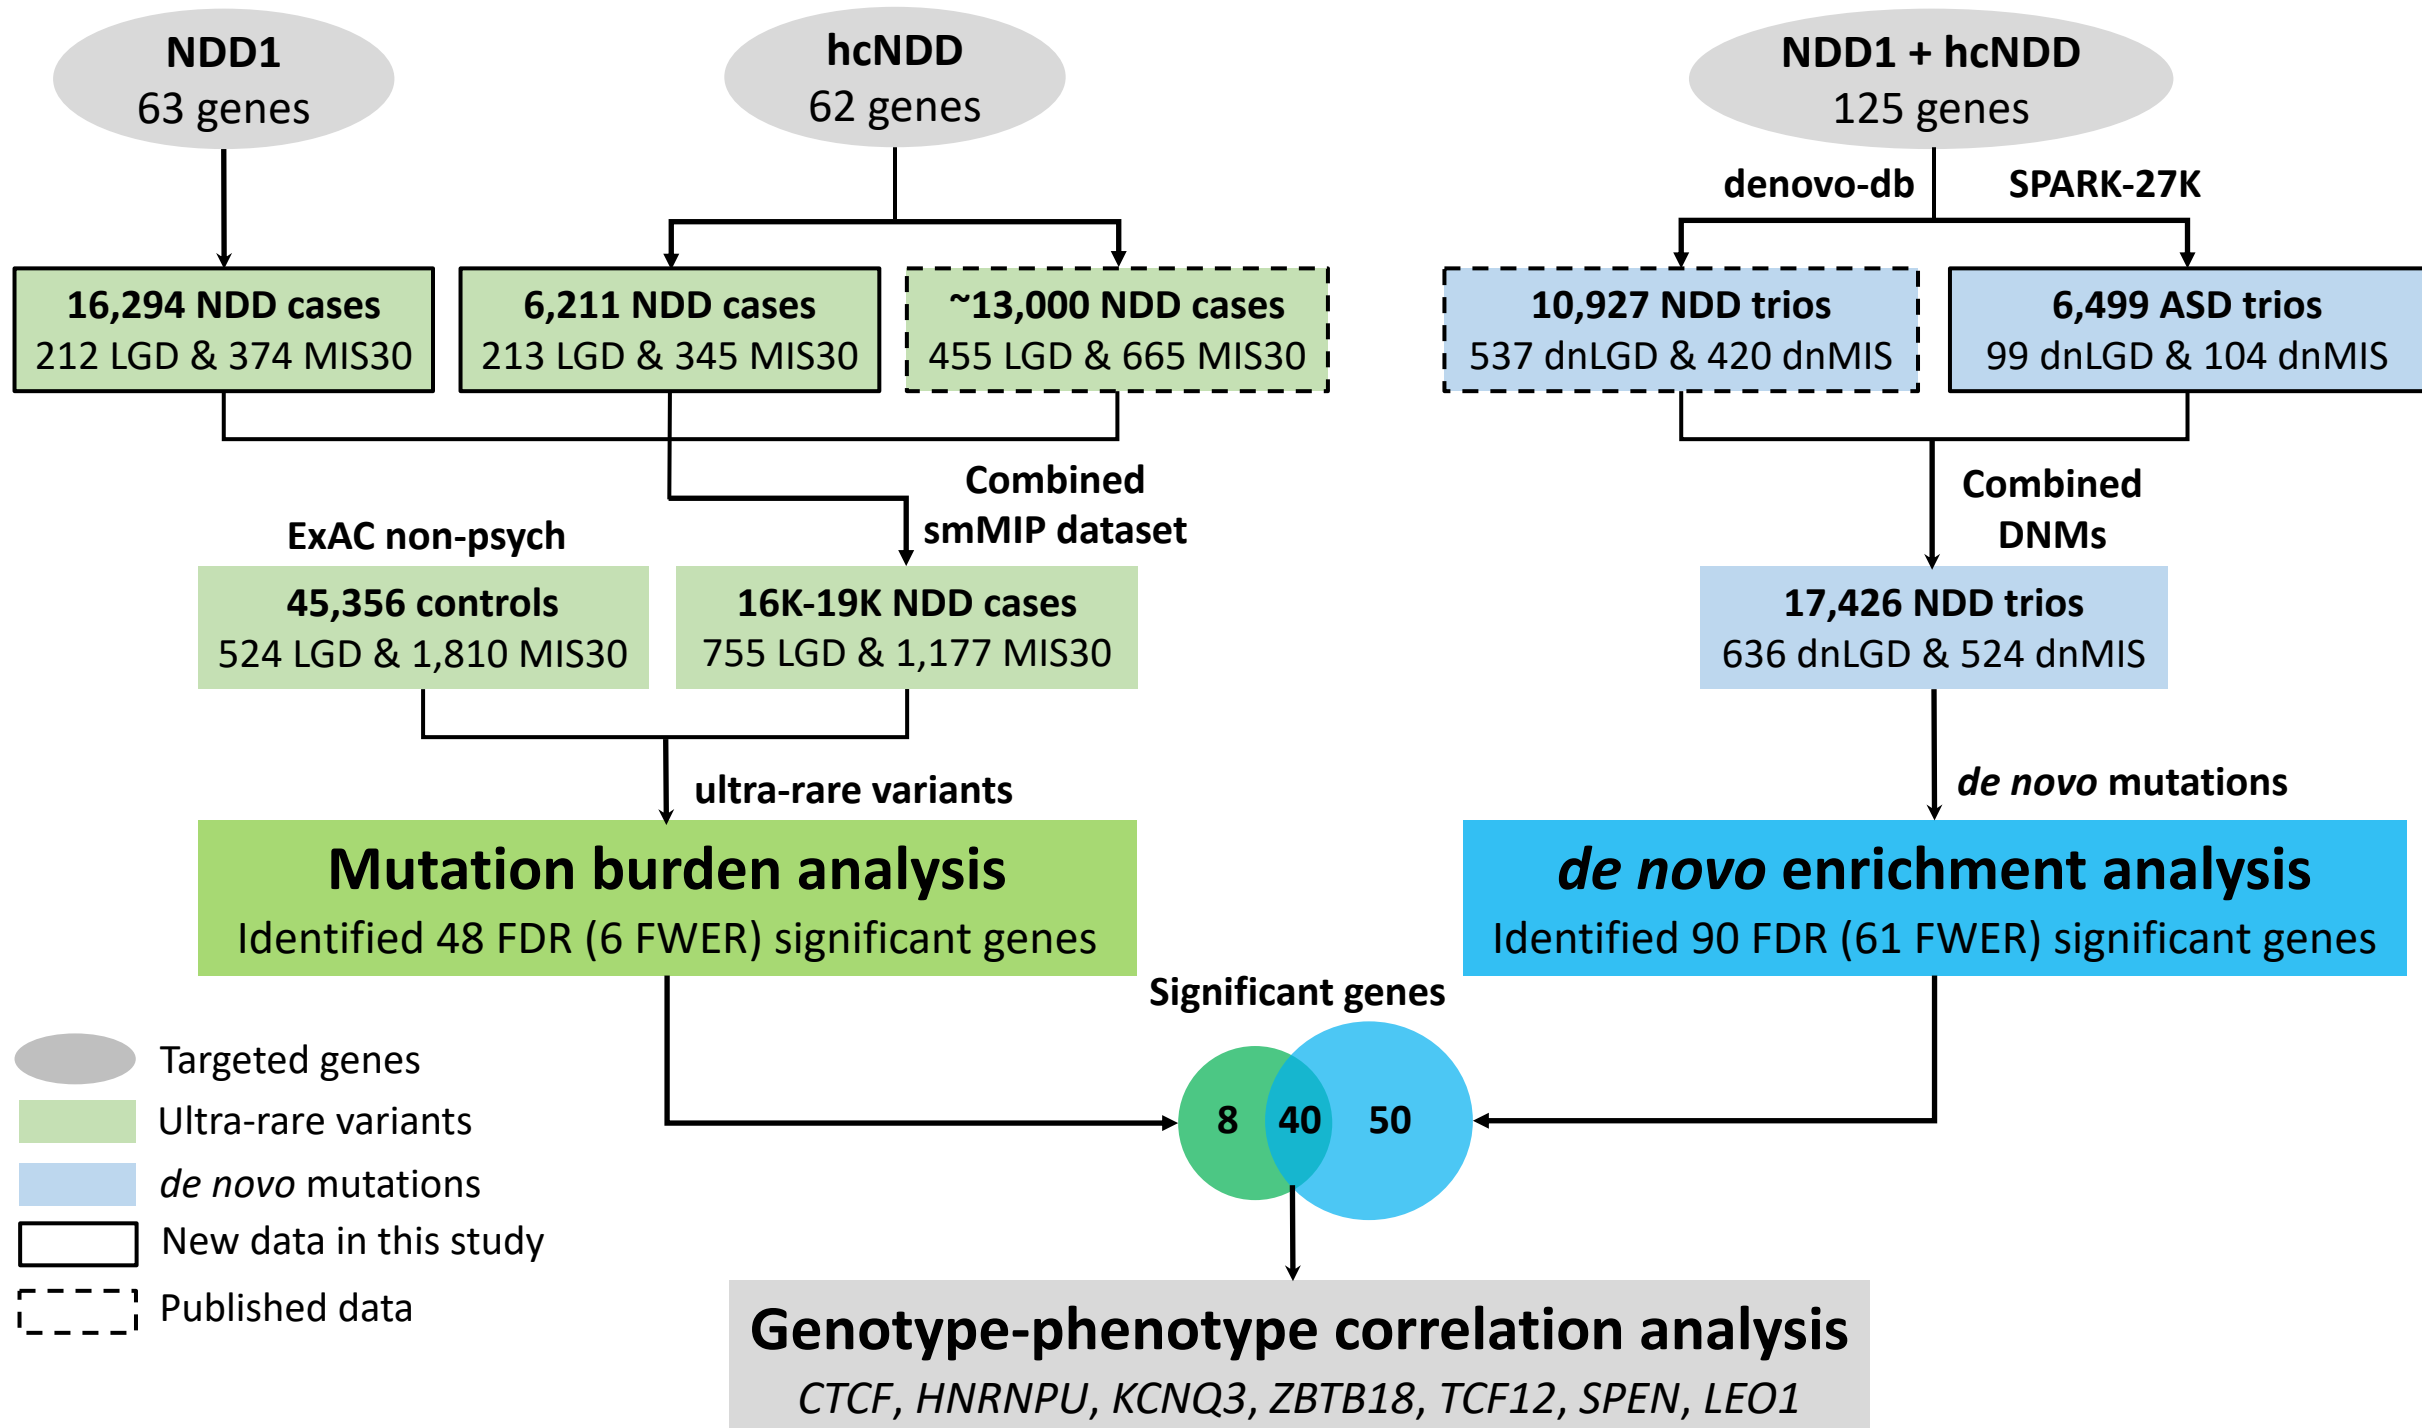 NDD1
63 genes
hcNDD
62 genes
NDD1 + hcNDD
125 genes
denovo-db
SPARK-27K
16,294 NDD cases
212 LGD & 374 MIS30
6,211 NDD cases
213 LGD & 345 MIS30
~13,000 NDD cases
455 LGD & 665 MIS30
10,927 NDD trios
537 dnLGD & 420 dnMIS
6,499 ASD trios
99 dnLGD & 104 dnMIS
Combined
smMIP dataset
ExAC non-psych
45,356 controls
524 LGD & 1,810 MIS30
16K-19K NDD cases
755 LGD & 1,177 MIS30
Combined
DNMs
17,426 NDD trios
636 dnLGD & 524 dnMIS
ultra-rare variants
de novo mutations
Mutation burden analysis
Identified 48 FDR (6 FWER) significant genes
de novo enrichment analysis
Identified 90 FDR (61 FWER) significant genes
Significant genes
8
40
50
Targeted genes
Ultra-rare variants
de novo mutations
New data in this study
Published data
Genotype-phenotype correlation analysis
CTCF, HNRNPU, KCNQ3, ZBTB18, TCF12, SPEN, LEO1